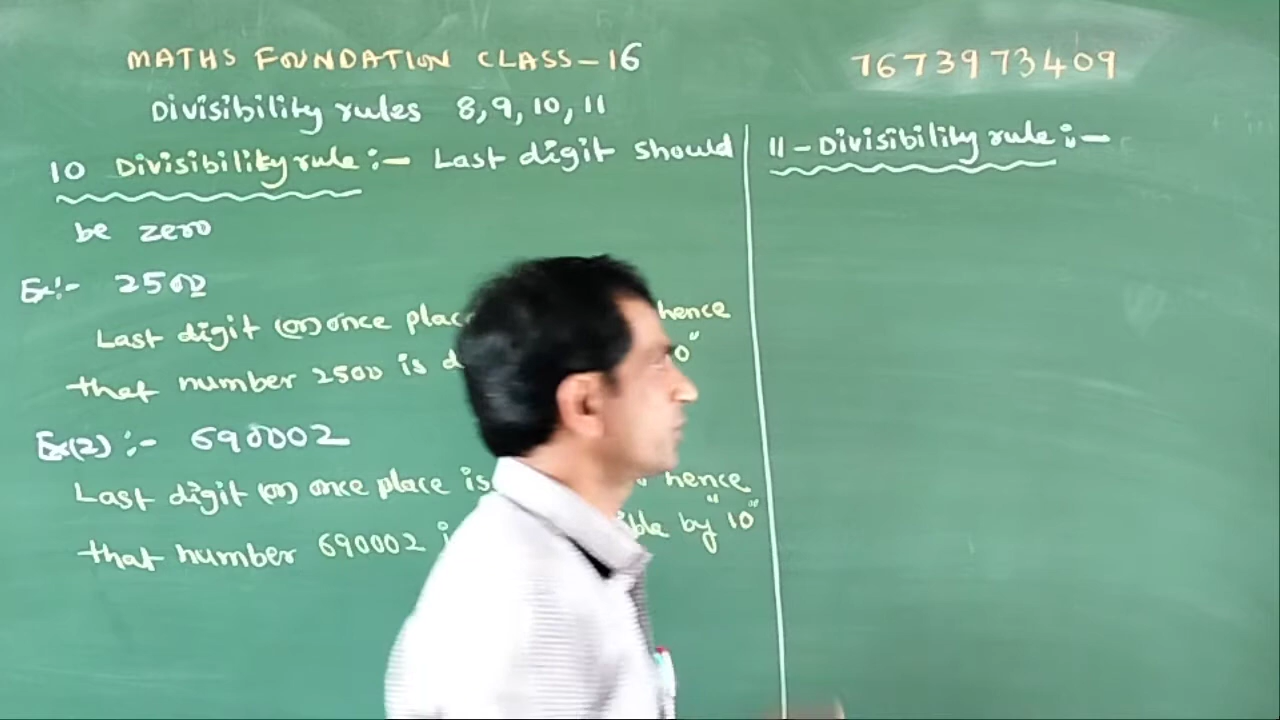 MATHS FOUNDATION CLASS-16
7673973409
Divisibility rules 8,9,10,11
10 Divisibility rule :- Last digit should
be zero
Ex:- 2500
Last digit (or) once plac hence
that number 2500 is d 0"
Ex(2) :- 690002
Last digit (or) once place is hence
that number 690002 i ble by "10"
11-Divisibility rule :-